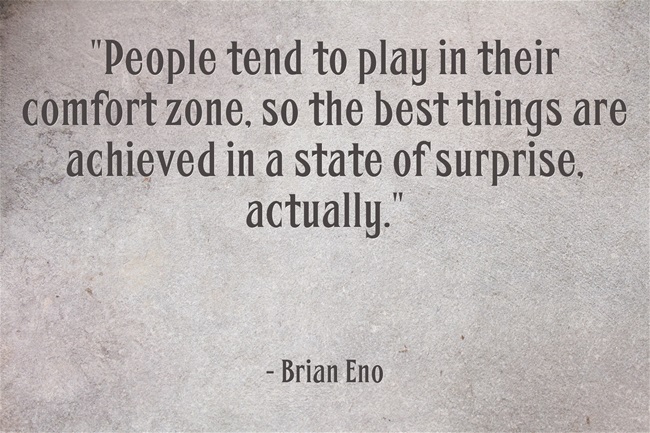 "People tend to play in their
comfort zone, so the best things are
achieved in a state of surprise,
actually."
- Brian Eno